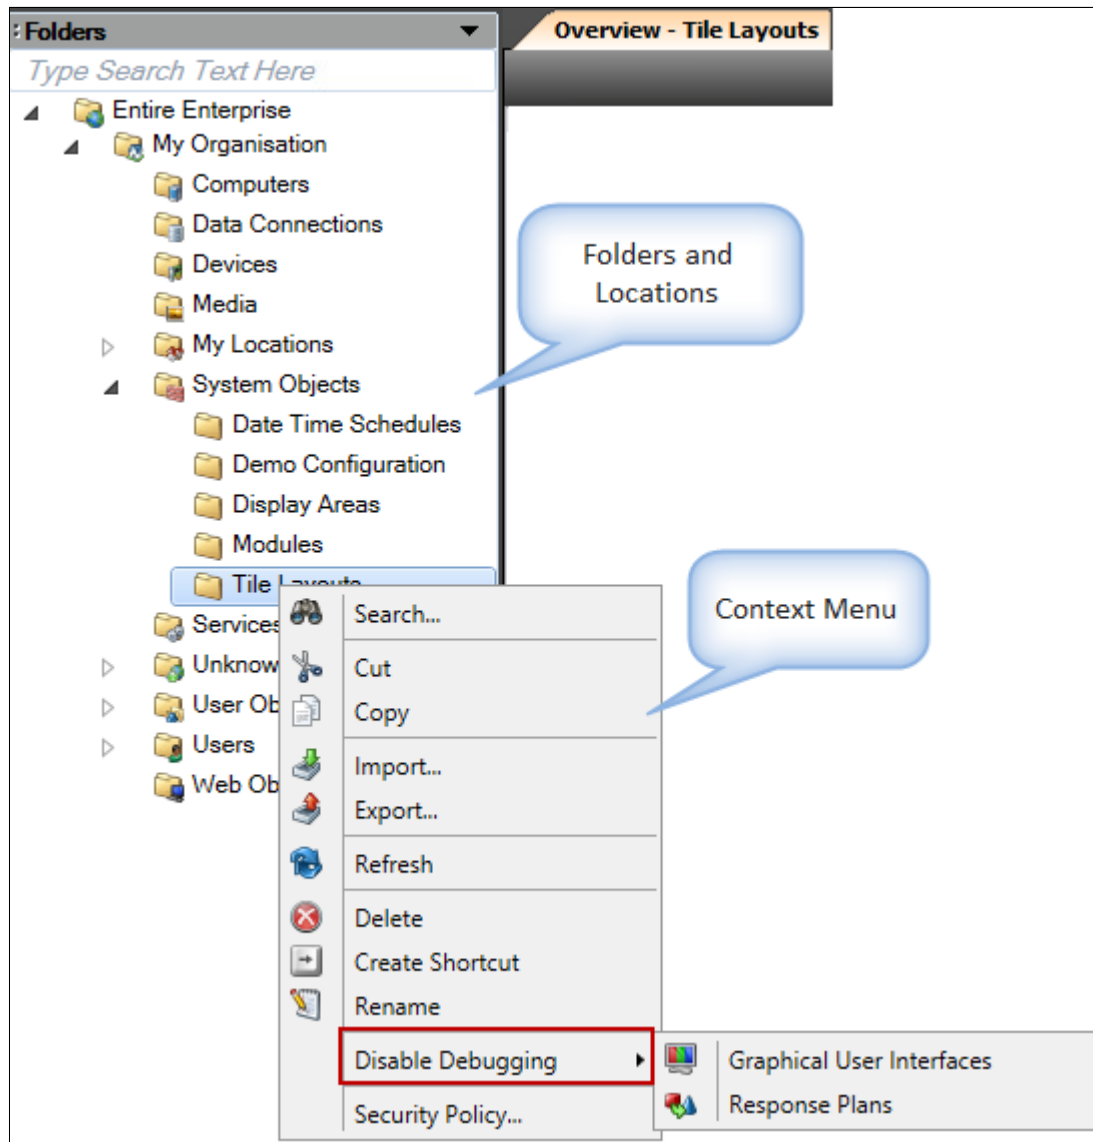 Folders
Overview - Tile Layouts
Type Search Text Here
Entire Enterprise
My Organisation
Computers
Data Connections
Devices
Media
My Locations
System Objects
Date Time Schedules
Demo Configuration
Display Areas
Modules
Tile Layouts
Services
Unknow
User Ob
Users
Web Ob
Folders and
Locations
Context Menu
Search...
Cut
Copy
Import...
Export...
Refresh
Delete
Create Shortcut
Rename
Disable Debugging
Security Policy...
Graphical User Interfaces
Response Plans